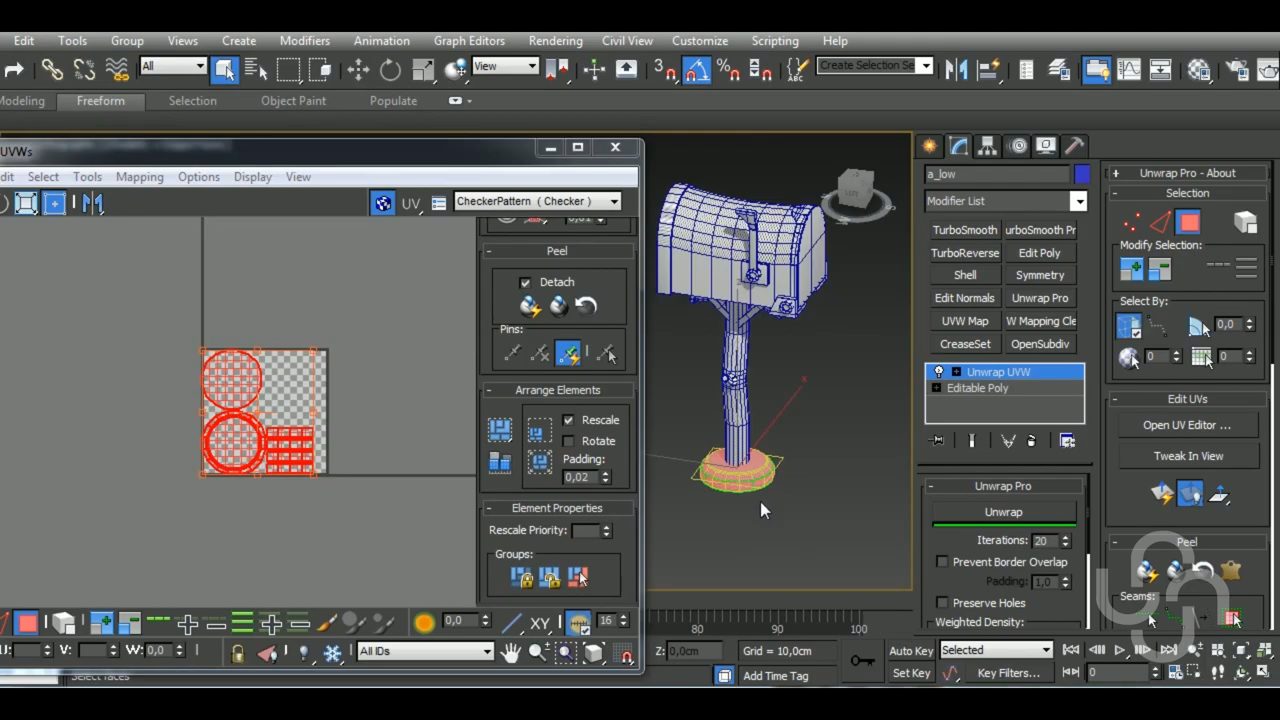 Edit Tools Group Views Create Modifiers Animation Graph Editors Rendering Civil View Customize Scripting Help
All View 3 % ABC Create Selection Se
Modeling Freeform Selection Object Paint Populate
UVWs
dit Select Tools Mapping Options Display View
UV CheckerPattern ( Checker )
0,01
Peel
Detach
Pins:
Arrange Elements
Rescale
Rotate
Padding:
0,02
Element Properties
Rescale Priority:
Groups:
0,0 XY 16
U: V: W: 0,0 All IDs
Select faces
x
80 90 100
Z: 0,0cm Grid = 10,0cm
Add Time Tag
Auto Key Selected
Set Key Key Filters... 0
a_low
Modifier List
TurboSmooth urboSmooth Pr
TurboReverse Edit Poly
Shell Symmetry
Edit Normals Unwrap Pro
UVW Map W Mapping Cle
CreaseSet OpenSubdiv
Unwrap UVW
Editable Poly
Unwrap Pro
Unwrap
Iterations: 20
Prevent Border Overlap
Padding: 1,0
Preserve Holes
Weighted Density:
Unwrap Pro - About
Selection
Modify Selection:
Select By:
0,0
0 0
Edit UVs
Open UV Editor ...
Tweak In View
Peel
Seams: